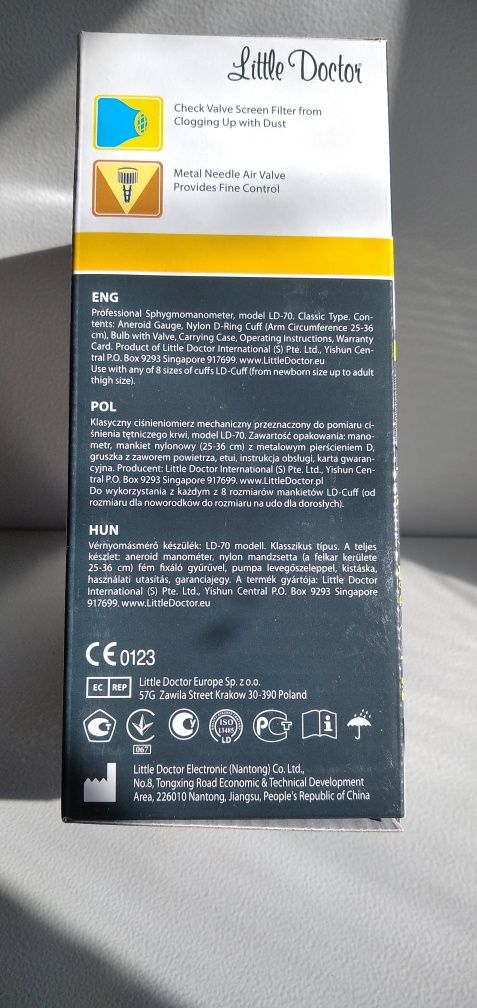 Little Doctor
Check Valve Screen Filter from
Clogging Up with Dust
Metal Needle Air Valve
Provides Fine Control
ENG
Professional Sphygmomanometer, model LD-70. Classic Type. Con-
tents: Aneroid Gauge, Nylon D-Ring Cuff (Arm Circumference 25-36
cm), Bulb with Valve, Carrying Case, Operating Instructions, Warranty
Card. Product of Little Doctor International (S) Pte. Ltd., Yishun Cen-
tral P.O. Box 9293 Singapore 917699. www.LittleDoctor.eu
Use with any of 8 sizes of cuffs LD-Cuff (from newborn size up to adult
thigh size).
POL
Klasyczny ciśnieniomierz mechaniczny przeznaczony do pomiaru ci-
śnienia tętniczego krwi, model LD-70. Zawartość opakowania: mano-
metr, mankiet nylonowy (25-36 cm) z metalowym pierścieniem D,
gruszka z zaworem powietrza, etui, instrukcja obsługi, karta gwaran-
cyjna. Producent: Little Doctor International (S) Pte. Ltd., Yishun Cen-
tral P.O. Box 9293 Singapore 917699. www.LittleDoctor.pl
Do wykorzystania z każdym z 8 rozmiarów mankietów LD-Cuff (od
rozmiaru dla noworodków do rozmiaru na udo dla dorosłych).
HUN
Vérnyomásmérő készülék: LD-70 modell. Klasszikus típus. A teljes
készlet: aneroid manométer, nylon mandzsetta (a felkar kerülete
25-36 cm) fém fixáló gyűrűvel, pumpa levegőszeleppel, kistáska,
használati utasítás, garanciajegy. A termék gyártója: Little Doctor
International (S) Pte. Ltd., Yishun Central P.O. Box 9293 Singapore
917699. www.LittleDoctor.eu
CE 0123
EC REP
Little Doctor Europe Sp. z o.o.
57G Zawila Street Krakow 30-390 Poland
067
ISO
13485
LD
Little Doctor Electronic (Nantong) Co. Ltd.,
No.8, Tongxing Road Economic & Technical Development
Area, 226010 Nantong, Jiangsu, People's Republic of China